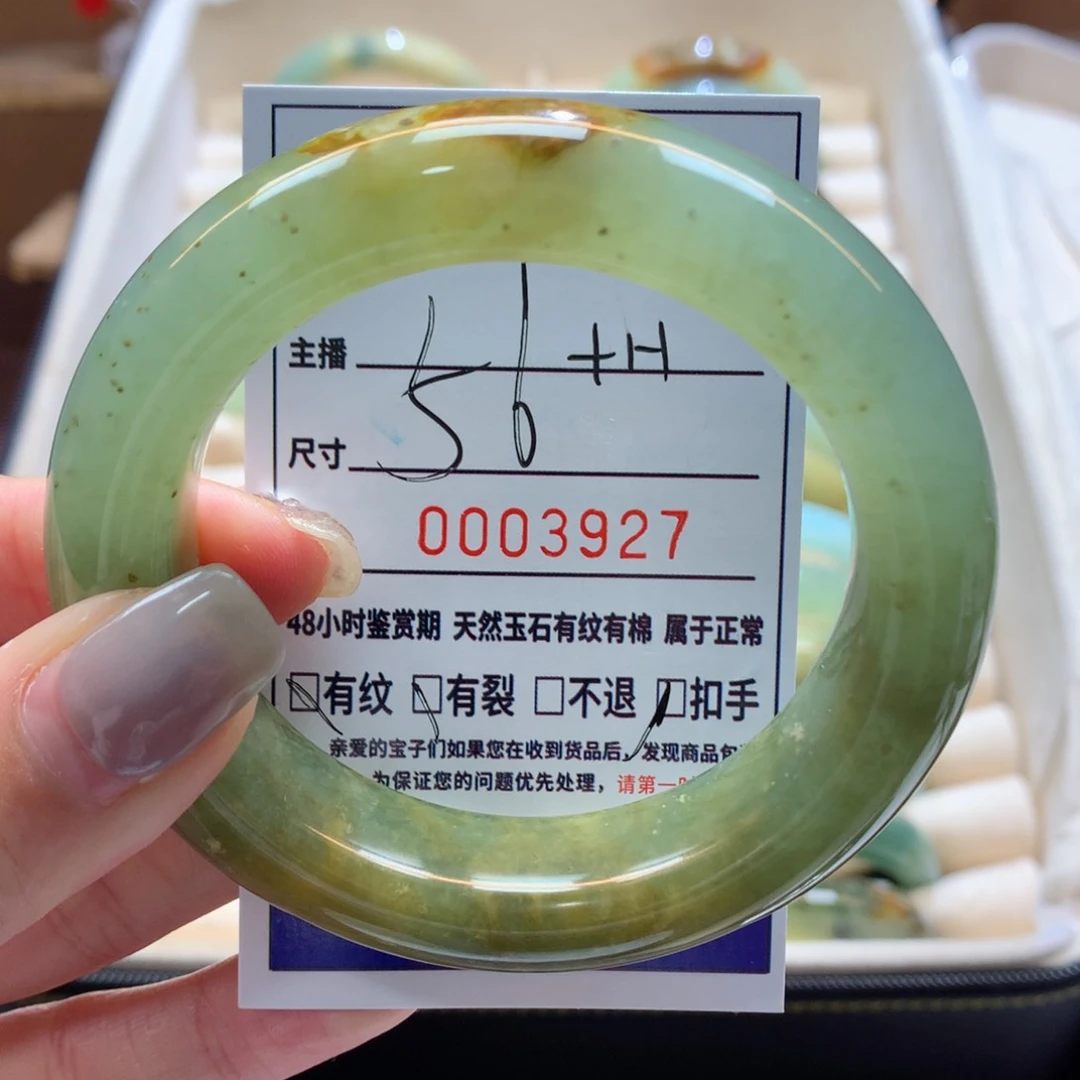 主播 +H
尺寸 56
0003927
48小时鉴赏期 天然玉石有纹有棉 属于正常
□有纹 □有裂 □不退 □扣手
亲爱的宝子们如果您在收到货品后,发现商品包
为保证您的问题优先处理,请第一时